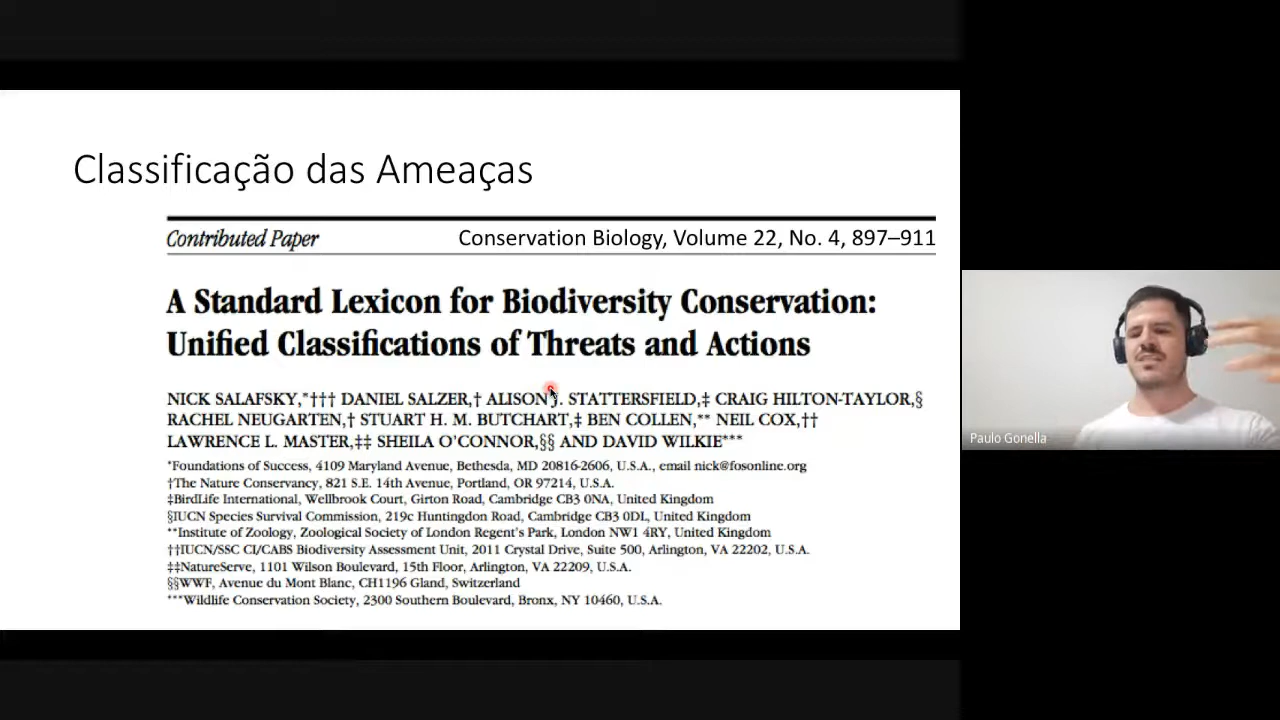 Classificação das Ameaças
Contributed Paper Conservation Biology, Volume 22, No. 4, 897–911
A Standard Lexicon for Biodiversity Conservation:
Unified Classifications of Threats and Actions
NICK SALAFSKY,*††† DANIEL SALZER,† ALISON J. STATTERSFIELD,‡ CRAIG HILTON-TAYLOR,§
RACHEL NEUGARTEN,† STUART H. M. BUTCHART,‡ BEN COLLEN,** NEIL COX,††
LAWRENCE L. MASTER,‡‡ SHEILA O'CONNOR,§§ AND DAVID WILKIE***
*Foundations of Success, 4109 Maryland Avenue, Bethesda, MD 20816-2606, U.S.A., email nick@fosonline.org
†The Nature Conservancy, 821 S.E. 14th Avenue, Portland, OR 97214, U.S.A.
‡BirdLife International, Wellbrook Court, Girton Road, Cambridge CB3 0NA, United Kingdom
§IUCN Species Survival Commission, 219c Huntingdon Road, Cambridge CB3 0DL, United Kingdom
**Institute of Zoology, Zoological Society of London Regent's Park, London NW1 4RY, United Kingdom
††IUCN/SSC CI/CABS Biodiversity Assessment Unit, 2011 Crystal Drive, Suite 500, Arlington, VA 22202, U.S.A.
‡‡NatureServe, 1101 Wilson Boulevard, 15th Floor, Arlington, VA 22209, U.S.A.
§§WWF, Avenue du Mont Blanc, CH1196 Gland, Switzerland
***Wildlife Conservation Society, 2300 Southern Boulevard, Bronx, NY 10460, U.S.A.
Paulo Gonella